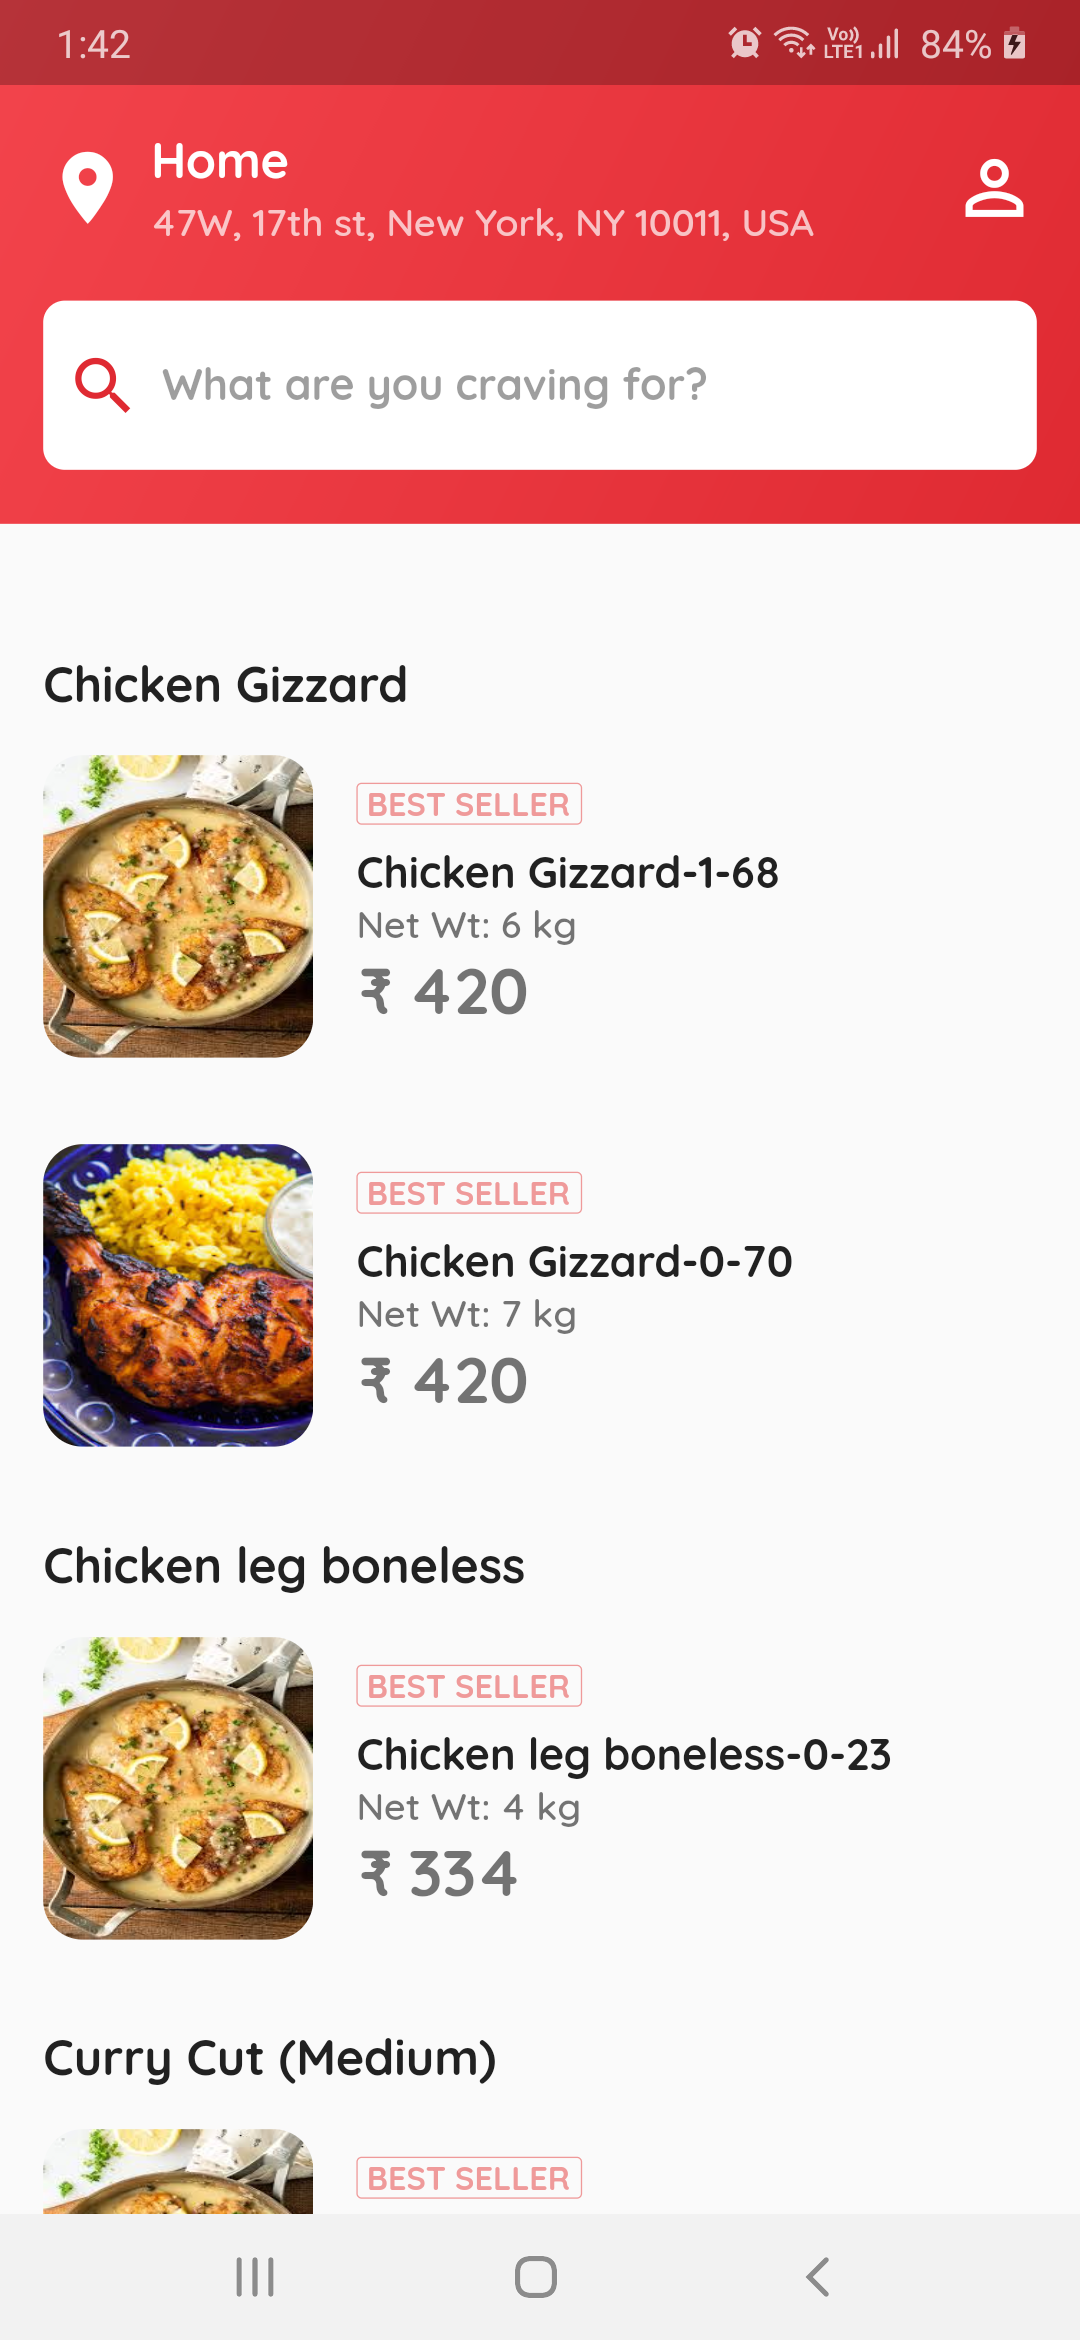 1:42
Vo)) LTE1 84%
Home
47W, 17th st, New York, NY 10011, USA
What are you craving for?
Chicken Gizzard
BEST SELLER
Chicken Gizzard-1-68
Net Wt: 6 kg
₹ 420
BEST SELLER
Chicken Gizzard-0-70
Net Wt: 7 kg
₹ 420
Chicken leg boneless
BEST SELLER
Chicken leg boneless-0-23
Net Wt: 4 kg
₹ 334
Curry Cut (Medium)
BEST SELLER